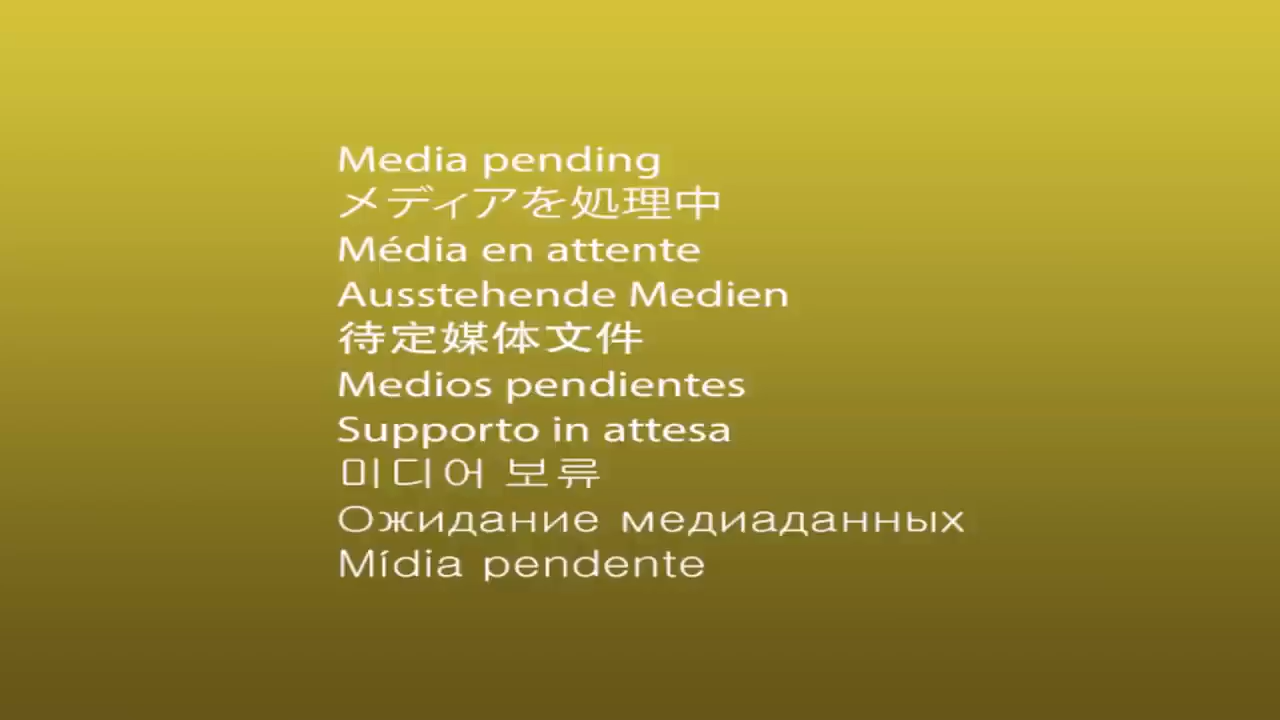 Media pending
メディアを処理中
Média en attente
Ausstehende Medien
待定媒体文件
Medios pendientes
Supporto in attesa
미디어 보류
Ожидание медиаданных
Mídia pendente